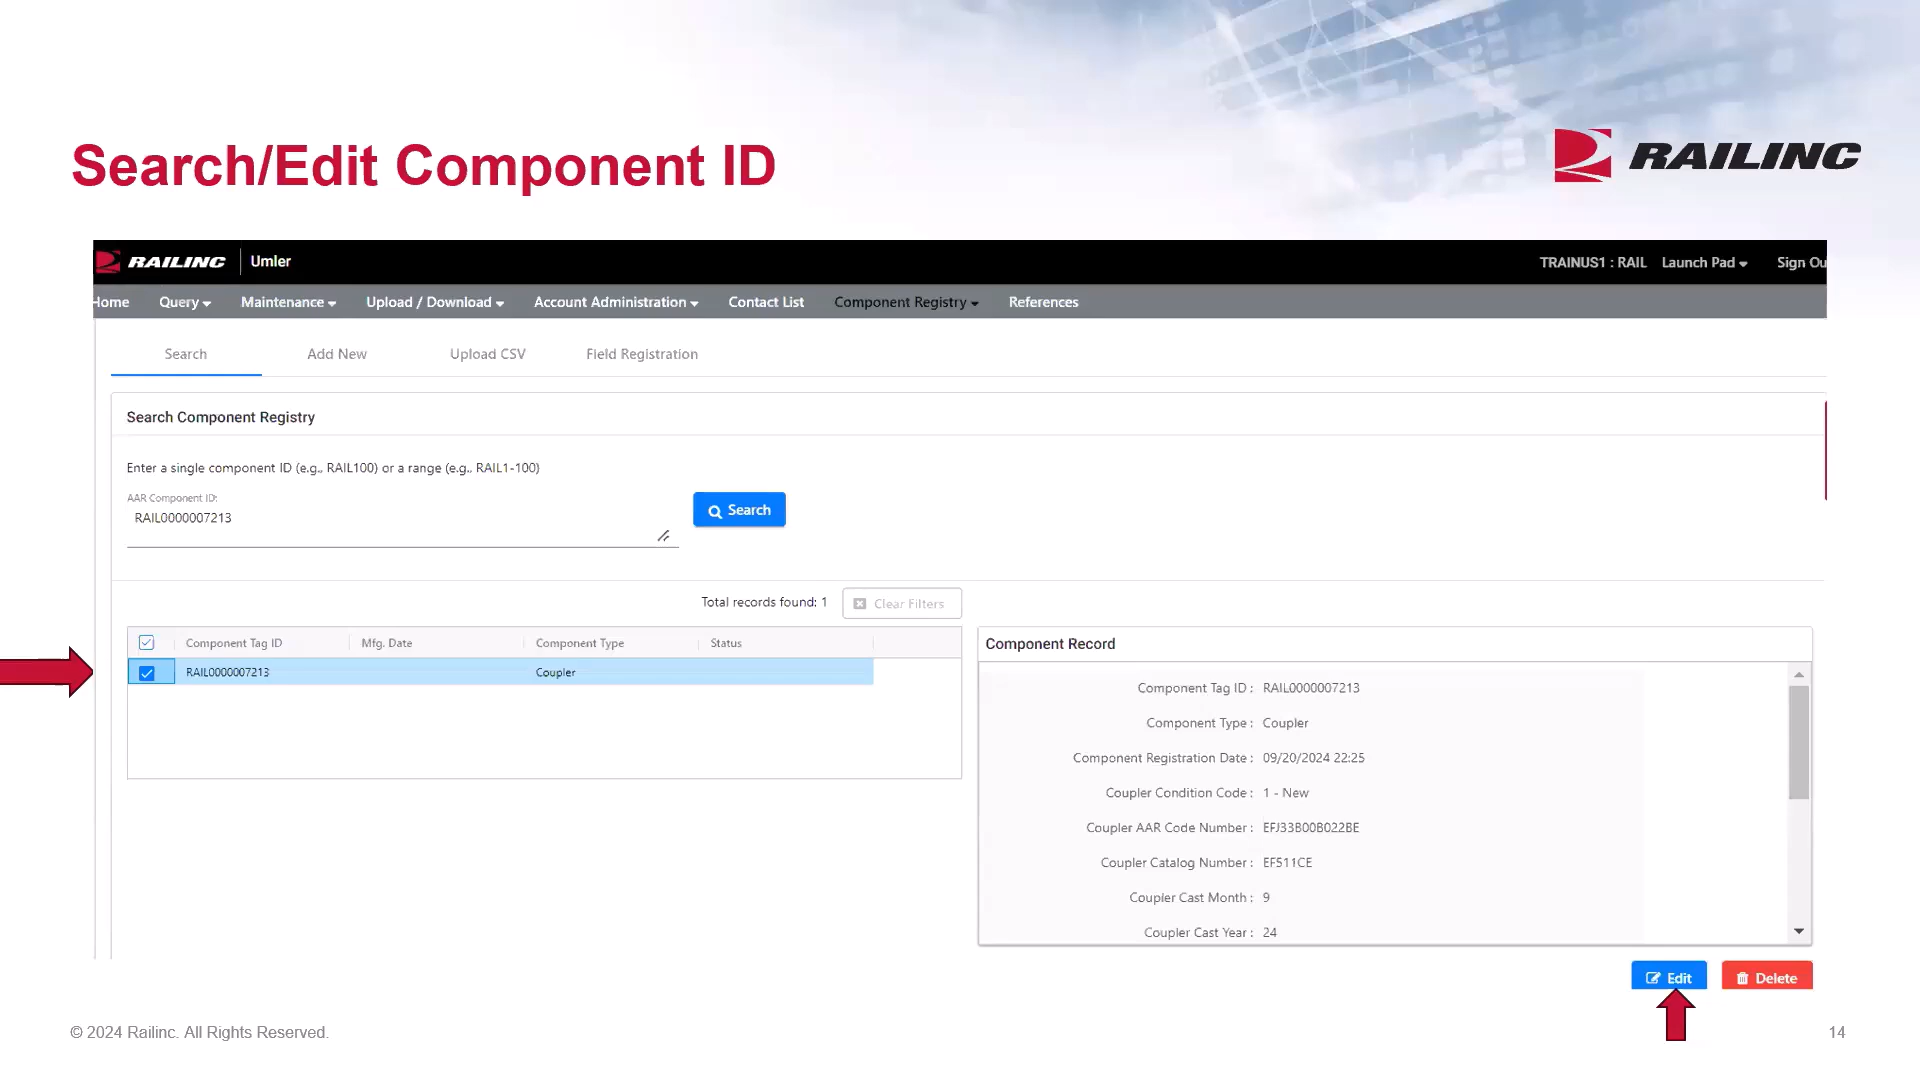 Search/Edit Component ID
RAILINC
RAILINC Umler TRAINUS1 : RAIL Launch Pad Sign Ou
Home Query Maintenance Upload / Download Account Administration Contact List Component Registry References
Search Add New Upload CSV Field Registration
Search Component Registry
Enter a single component ID (e.g., RAIL100) or a range (e.g., RAIL1-100)
AAR Component ID:
RAIL0000007213
Search
Total records found: 1 Clear Filters
Component Tag ID Mfg. Date Component Type Status
RAIL0000007213 Coupler
Component Record
Component Tag ID : RAIL0000007213
Component Type : Coupler
Component Registration Date : 09/20/2024 22:25
Coupler Condition Code : 1 - New
Coupler AAR Code Number : EFJ33B00B022BE
Coupler Catalog Number : EF511CE
Coupler Cast Month : 9
Coupler Cast Year : 24
Edit Delete
© 2024 Railinc. All Rights Reserved.
14